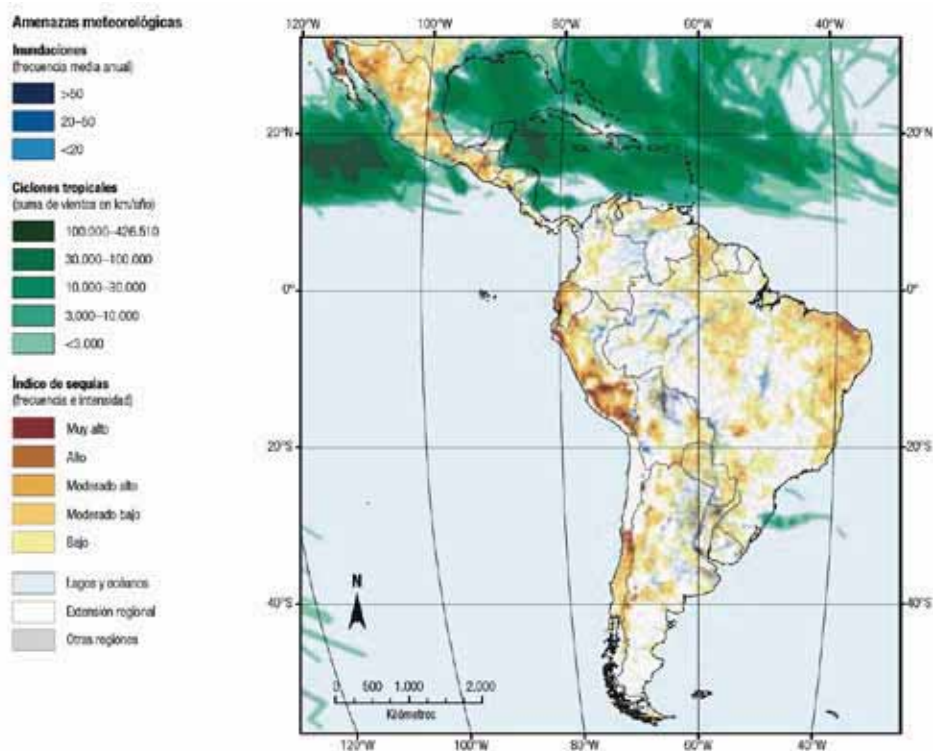 Amenazas meteorológicas
Inundaciones
(frecuencia media anual)
>50
20–50
<20
Ciclones tropicales
(suma de vientos en km/año)
100.000–426.510
30.000–100.000
10.000–30.000
3,000–10.000
<3.000
Índice de sequías
(frecuencia e intensidad)
Muy alto
Alto
Moderado alto
Moderado bajo
Bajo
Lagos y océanos
Extensión regional
Otras regiones
120°W 100°W 80°W 60°W 40°W
20°N 20°N
0° 0°
20°S 20°S
40°S 40°S
N
0 500 1.000 2,000
Kilómetros
120°W 100°W 80°W 60°W 40°W